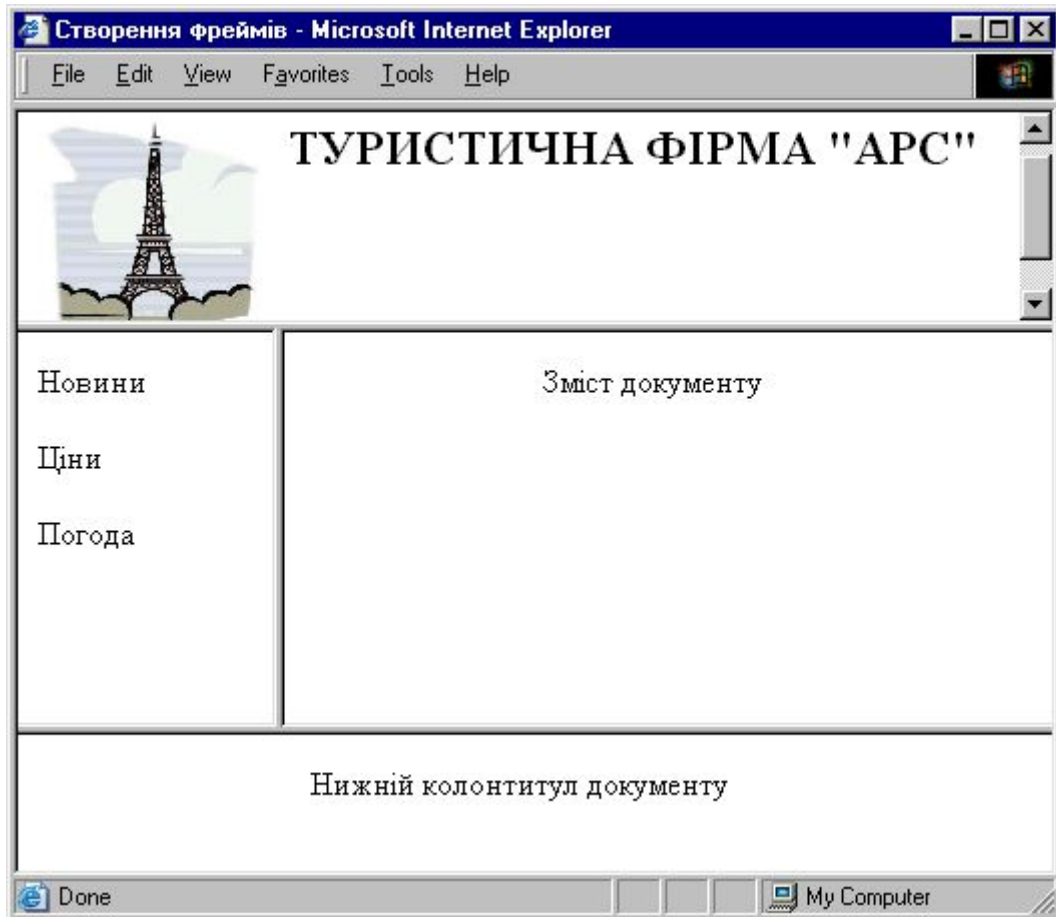 Створення фреймів - Microsoft Internet Explorer
File Edit View Favorites Tools Help
ТУРИСТИЧНА ФІРМА "АРС"
Новини
Зміст документу
Ціни
Погода
Нижній колонтитул документу
Done
My Computer